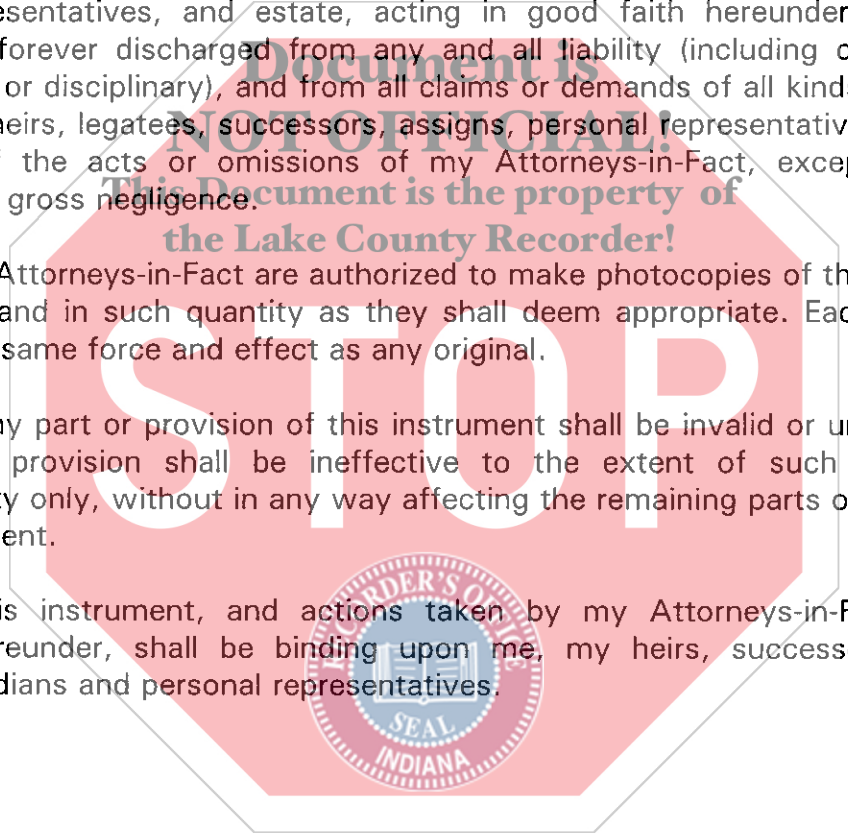 esentatives, and estate, acting in good faith hereunder
forever discharged from any and all liability (including c
Document is
or disciplinary), and from all claims or demands of all kind
NOT OFFICIAL!
heirs, legatees, successors, assigns, personal representativ
the acts or omissions of my Attorneys-in-Fact, excep
This Document is the property of
gross negligence.
the Lake County Recorder!
Attorneys-in-Fact are authorized to make photocopies of th
and in such quantity as they shall deem appropriate. Eac
same force and effect as any original.
STOP
ny part or provision of this instrument shall be invalid or u
provision shall be ineffective to the extent of such
ty only, without in any way affecting the remaining parts o
ent.
RECORDER'S OFFICE
is instrument, and actions taken by my Attorneys-in-F
reunder, shall be binding upon me, my heirs, success
dians and personal representatives.
SEAL
INDIANA